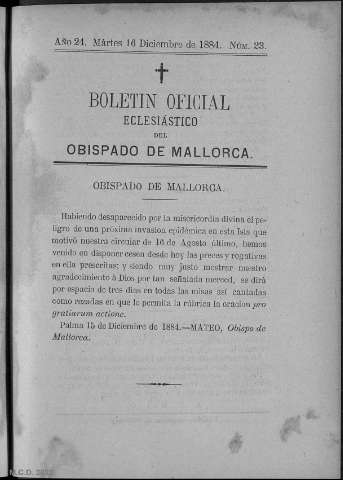 Año 24. Mártes 16 Diciembre de 1884. Núm. 23.
BOLETIN OFICIAL
ECLESIÁSTICO
DEL
OBISPADO DE MALLORCA.
OBISPADO DE MALLORCA.
Habiendo desaparecido por la misericordia divina el pe-
ligro de una próxima invasion epidémica en esta Isla que
motivó nuestra circular de 16 de Agosto último, hemos
venido en disponer cesen desde hoy las preces y rogativas
en ella prescritas; y siendo muy justo mostrar nuestro
agradecimiento á Dios por tan señalada merced, se dirá
por espacio de tres dias en todas las misas así cantadas
como rezadas en que lo permita la rúbrica la oracion pro
gratiarum actione.
Palma 15 de Diciembre de 1884.—MATEO, Obispo de
Mallorca.
M.C.D. 2022